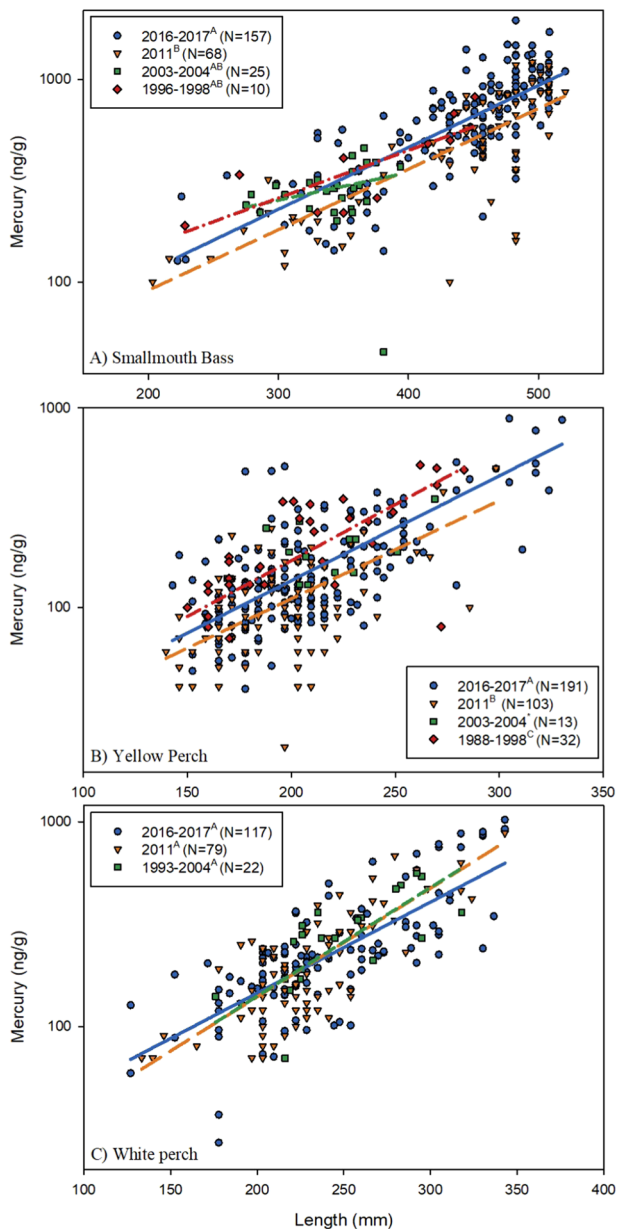 2016-2017A (N=157)
2011B (N=68)
2003-2004AB (N=25)
1996-1998AB (N=10)
1000
100
Mercury (ng/g)
A) Smallmouth Bass
200 300 400 500
2016-2017A (N=191)
2011B (N=103)
2003-2004* (N=13)
1988-1998C (N=32)
1000
100
Mercury (ng/g)
B) Yellow Perch
100 150 200 250 300 350
2016-2017A (N=117)
2011A (N=79)
1993-2004A (N=22)
1000
100
Mercury (ng/g)
C) White perch
100 150 200 250 300 350 400
Length (mm)